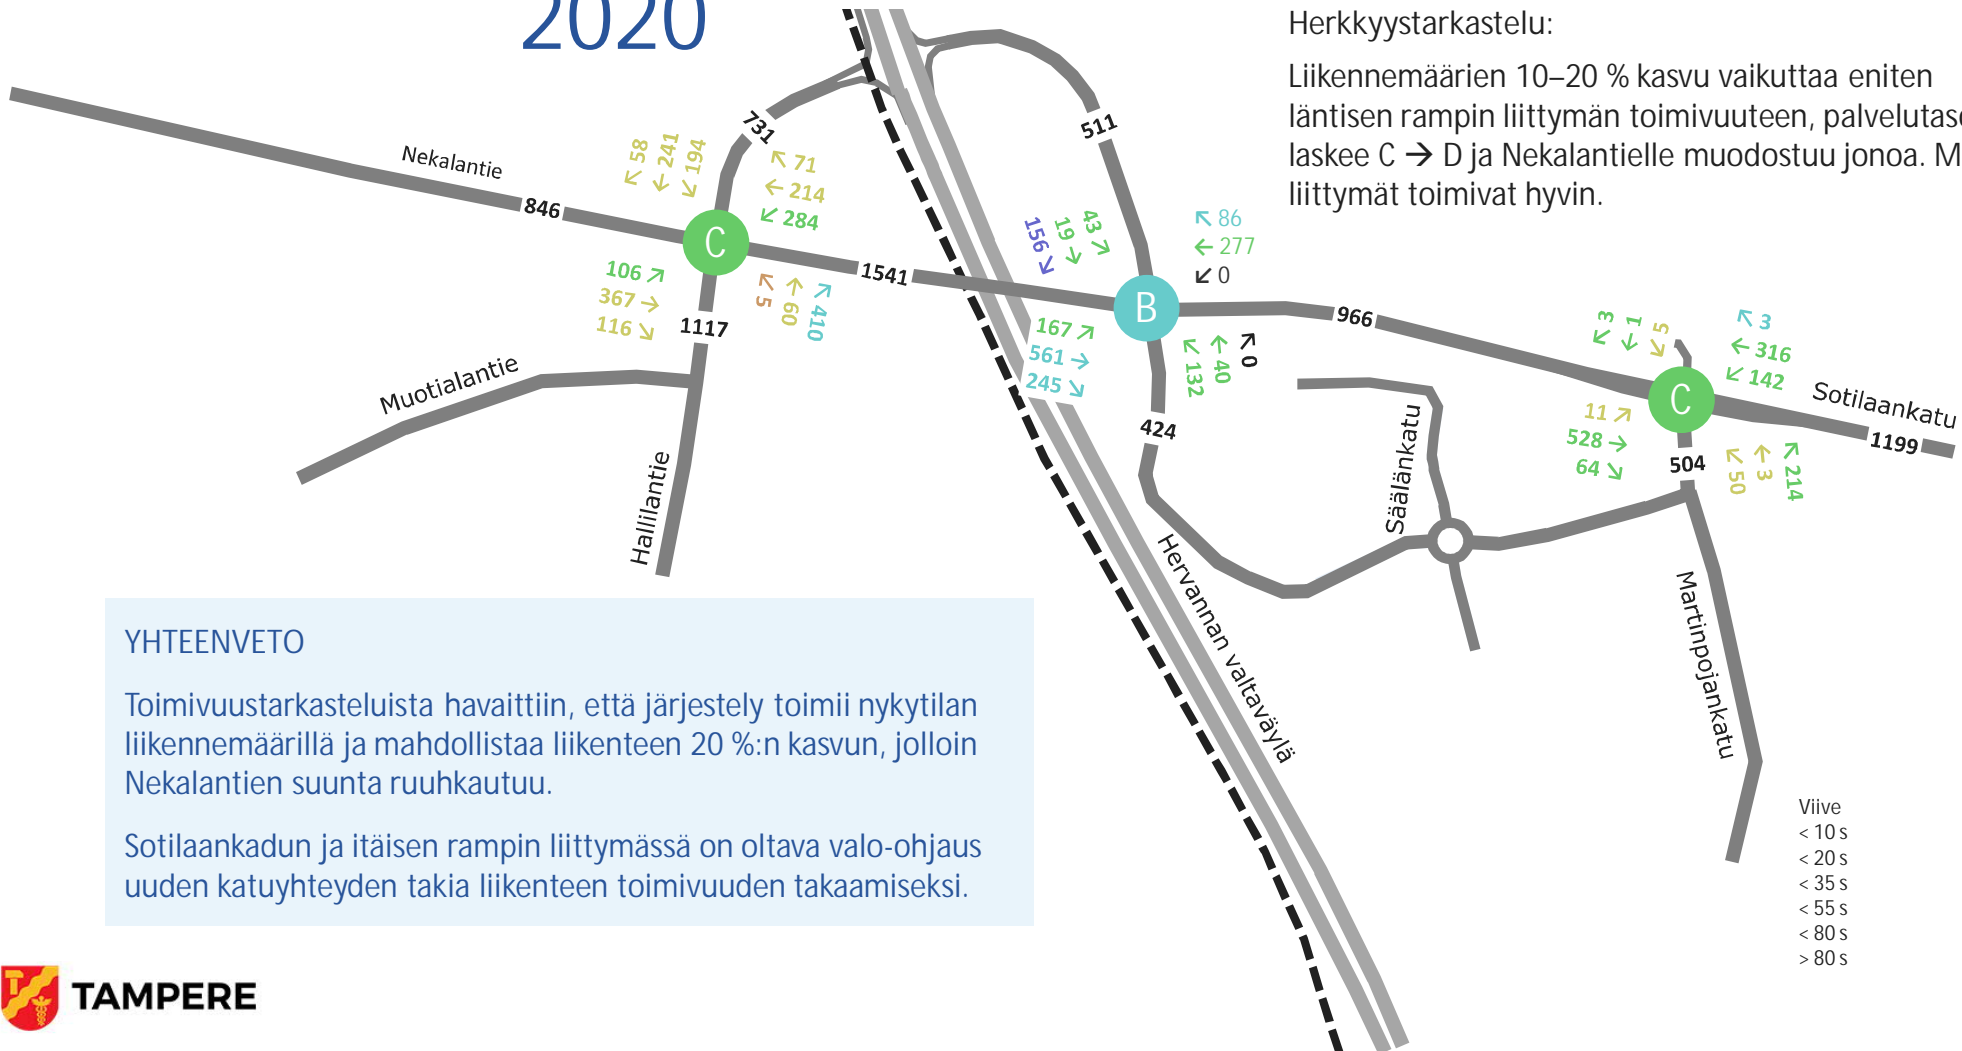 2020
Herkkyystarkastelu:
Liikennemäärien 10–20 % kasvu vaikuttaa eniten
läntisen rampin liittymän toimivuuteen, palvelutaso
laskee C → D ja Nekalantielle muodostuu jonoa. M
liittymät toimivat hyvin.
Nekalantie
846
731
↙ 58
↓ 241
↘ 194
↖ 71
← 214
↙ 284
C
106 ↗
367 →
116 ↘
↙ 5
↑ 60
↗ 410
1117
1541
Muotialantie
Hallilantie
511
156 ↘
19 ↓
43 ↗
↖ 86
← 277
↙ 0
B
167 ↗
561 →
245 ↘
↖ 132
↑ 40
↗ 0
424
966
Säälänkatu
Hervannan valtaväylä
↙ 3
↓ 1
↘ 5
↖ 3
← 316
↙ 142
C
11 ↗
528 →
64 ↘
↖ 50
↑ 3
↗ 214
504
Sotilaankatu
1199
Martinpojankatu
YHTEENVETO
Toimivuustarkasteluista havaittiin, että järjestely toimii nykytilan
liikennemäärillä ja mahdollistaa liikenteen 20 %:n kasvun, jolloin
Nekalantien suunta ruuhkautuu.
Sotilaankadun ja itäisen rampin liittymässä on oltava valo-ohjaus
uuden katuyhteyden takia liikenteen toimivuuden takaamiseksi.
Viive
< 10 s
< 20 s
< 35 s
< 55 s
< 80 s
> 80 s
TAMPERE